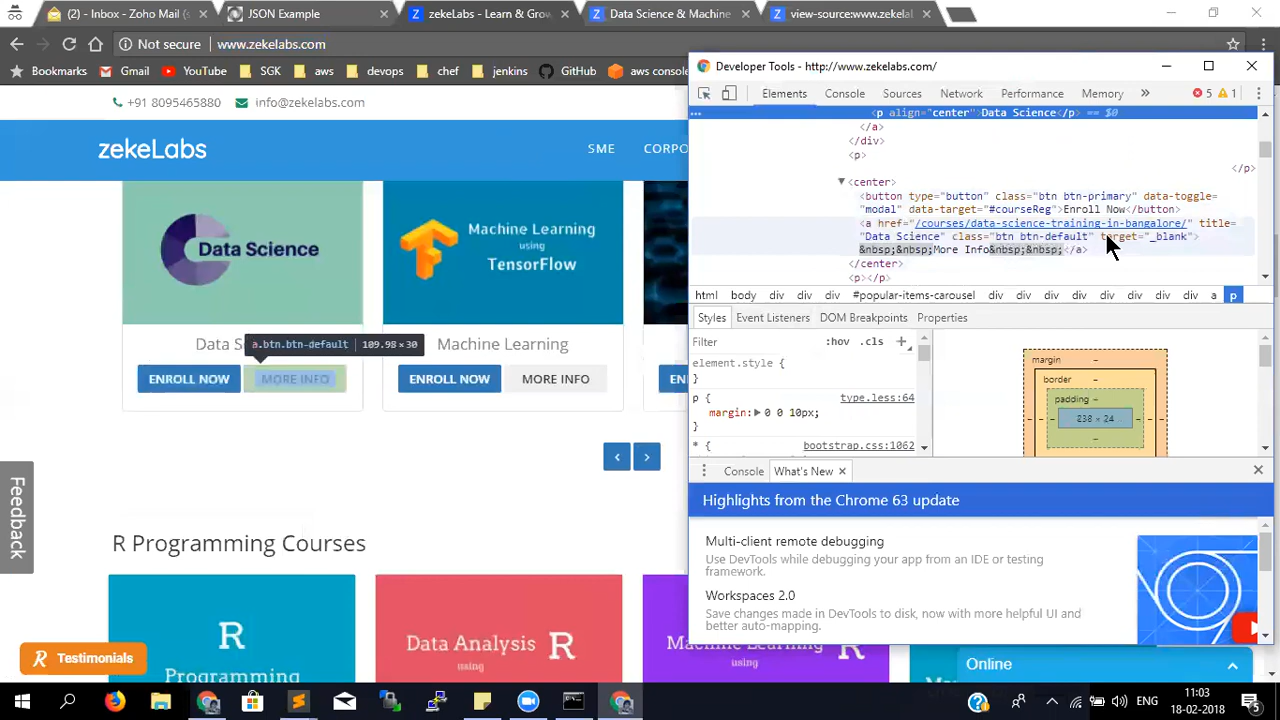 (2) - Inbox - Zoho Mail (
JSON Example
zekeLabs - Learn & Grow
Data Science & Machine
view-source:www.zekelal
Not secure | www.zekelabs.com
Bookmarks
Gmail
YouTube
SGK
aws
devops
chef
jenkins
GitHub
aws console
+91 8095465880
info@zekelabs.com
zekeLabs
SME
CORPO
Data Science
Machine Learning
using
TensorFlow
Data S
a.btn.btn-default | 109.98×30
Machine Learning
ENROLL NOW
MORE INFO
ENROLL NOW
MORE INFO
EN
R Programming Courses
R
Programming
Data Analysis R
using
Machine Learning
using
R
Feedback
Testimonials
Developer Tools - http://www.zekelabs.com/
Elements
Console
Sources
Network
Performance
Memory
»
5
1
<p align="center">Data Science</p> == $0
</a>
</div>
<p>
</p>
<center>
<button type="button" class="btn btn-primary" data-toggle=
"modal" data-target="#courseReg">Enroll Now</button>
<a href="/courses/data-science-training-in-bangalore/" title=
"Data Science" class="btn btn-default" target="_blank">
&nbsp;&nbsp;More Info&nbsp;&nbsp;</a>
</center>
<p></p>
html body div div div #popular-items-carousel div div div div div div a p
Styles
Event Listeners
DOM Breakpoints
Properties
Filter
:hov .cls +
element.style {
}
p {
type.less:64
margin: 0 0 10px;
}
* {
bootstrap.css:1062
margin –
border –
padding –
238 × 24
–
Console
What's New
Highlights from the Chrome 63 update
Multi-client remote debugging
Use DevTools while debugging your app from an IDE or testing
framework.
Workspaces 2.0
Save changes made in DevTools to disk, now with more helpful UI and
better auto-mapping.
Online
ENG
11:03
18-02-2018
5